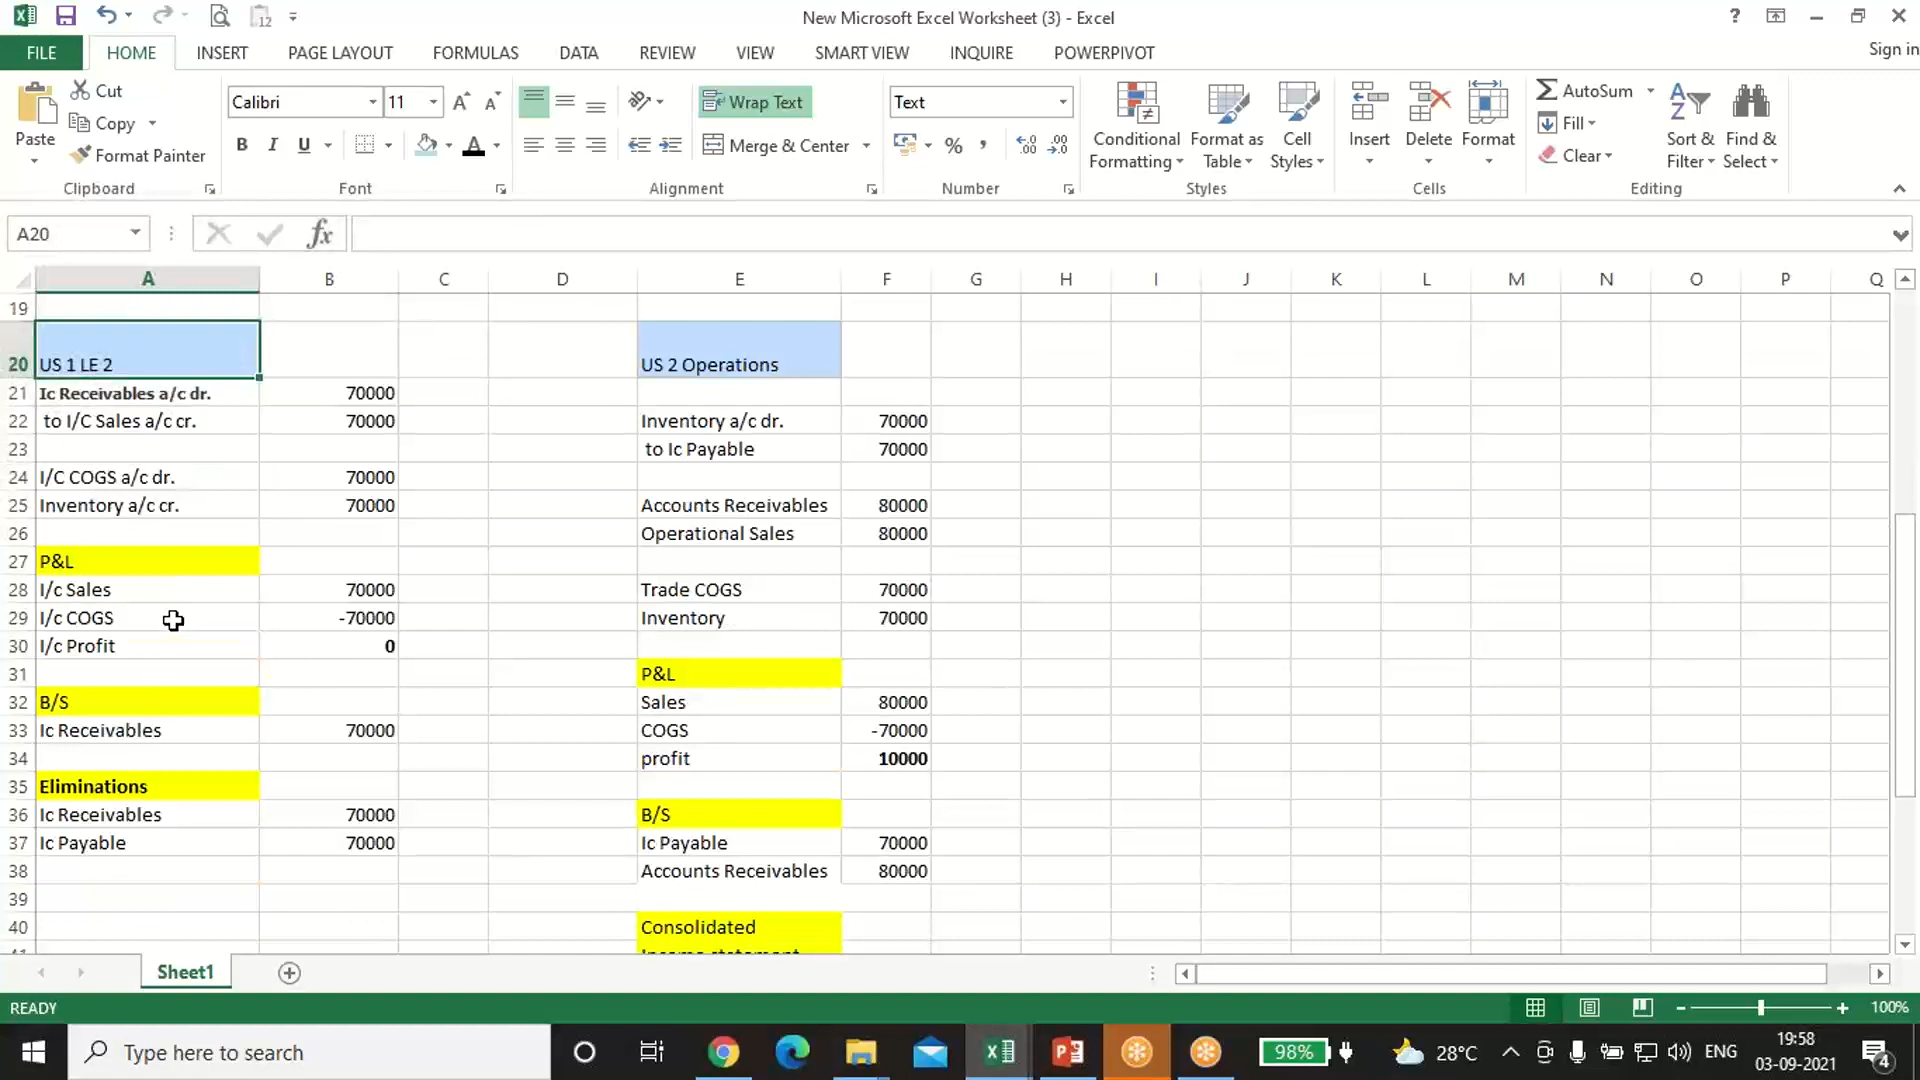 New Microsoft Excel Worksheet (3) - Excel
FILE HOME INSERT PAGE LAYOUT FORMULAS DATA REVIEW VIEW SMART VIEW INQUIRE POWERPIVOT Sign in
Paste
Cut
Copy
Format Painter
Clipboard
Calibri 11
B I U
Font
Wrap Text
Merge & Center
Alignment
Text
%
Number
Conditional Formatting
Format as Table
Cell Styles
Styles
Insert
Delete
Format
Cells
AutoSum
Fill
Clear
Sort & Filter
Find & Select
Editing
A20
fx
A B C D E F G H I J K L M N O P Q
19
20 US 1 LE 2 US 2 Operations
21 Ic Receivables a/c dr. 70000
22 to I/C Sales a/c cr. 70000 Inventory a/c dr. 70000
23 to Ic Payable 70000
24 I/C COGS a/c dr. 70000
25 Inventory a/c cr. 70000 Accounts Receivables 80000
26 Operational Sales 80000
27 P&L
28 I/c Sales 70000 Trade COGS 70000
29 I/c COGS -70000 Inventory 70000
30 I/c Profit 0
31 P&L
32 B/S Sales 80000
33 Ic Receivables 70000 COGS -70000
34 profit 10000
35 Eliminations
36 Ic Receivables 70000 B/S
37 Ic Payable 70000 Ic Payable 70000
38 Accounts Receivables 80000
39
40 Consolidated
Sheet1
READY 100%
Type here to search
98%
28°C
ENG
19:58
03-09-2021
4